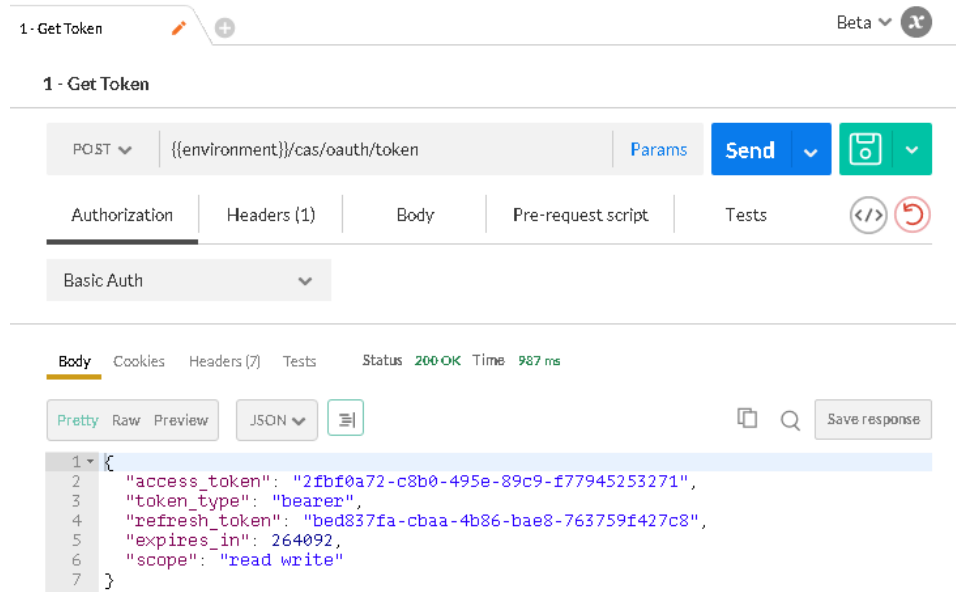 1 - Get Token
Beta
1 - Get Token
POST {{environment}}/cas/oauth/token Params Send
Authorization Headers (1) Body Pre-request script Tests </>
Basic Auth
Body Cookies Headers (7) Tests Status 200 OK Time 987 ms
Pretty Raw Preview JSON Save response
1 {
2 "access_token": "2fbf0a72-c8b0-495e-89c9-f77945253271",
3 "token_type": "bearer",
4 "refresh_token": "bed837fa-cbaa-4b86-bae8-763759f427c8",
5 "expires_in": 264092,
6 "scope": "read write"
7 }